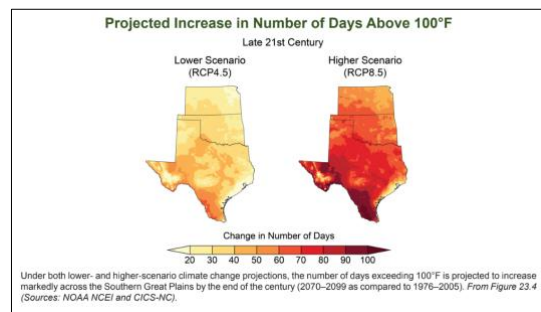 Projected Increase in Number of Days Above 100°F
Late 21st Century
Lower Scenario
(RCP4.5)
Higher Scenario
(RCP8.5)
Change in Number of Days
20 30 40 50 60 70 80 90 100
Under both lower- and higher-scenario climate change projections, the number of days exceeding 100°F is projected to increase
markedly across the Southern Great Plains by the end of the century (2070–2099 as compared to 1976–2005). From Figure 23.4
(Sources: NOAA NCEI and CICS-NC).